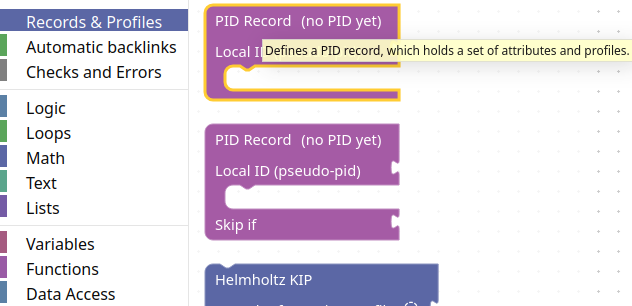 Records & Profiles
Automatic backlinks
Checks and Errors
Logic
Loops
Math
Text
Lists
Variables
Functions
Data Access
PID Record (no PID yet)
Local
Defines a PID record, which holds a set of attributes and profiles.
PID Record (no PID yet)
Local ID (pseudo-pid)
Skip if
Helmholtz KIP